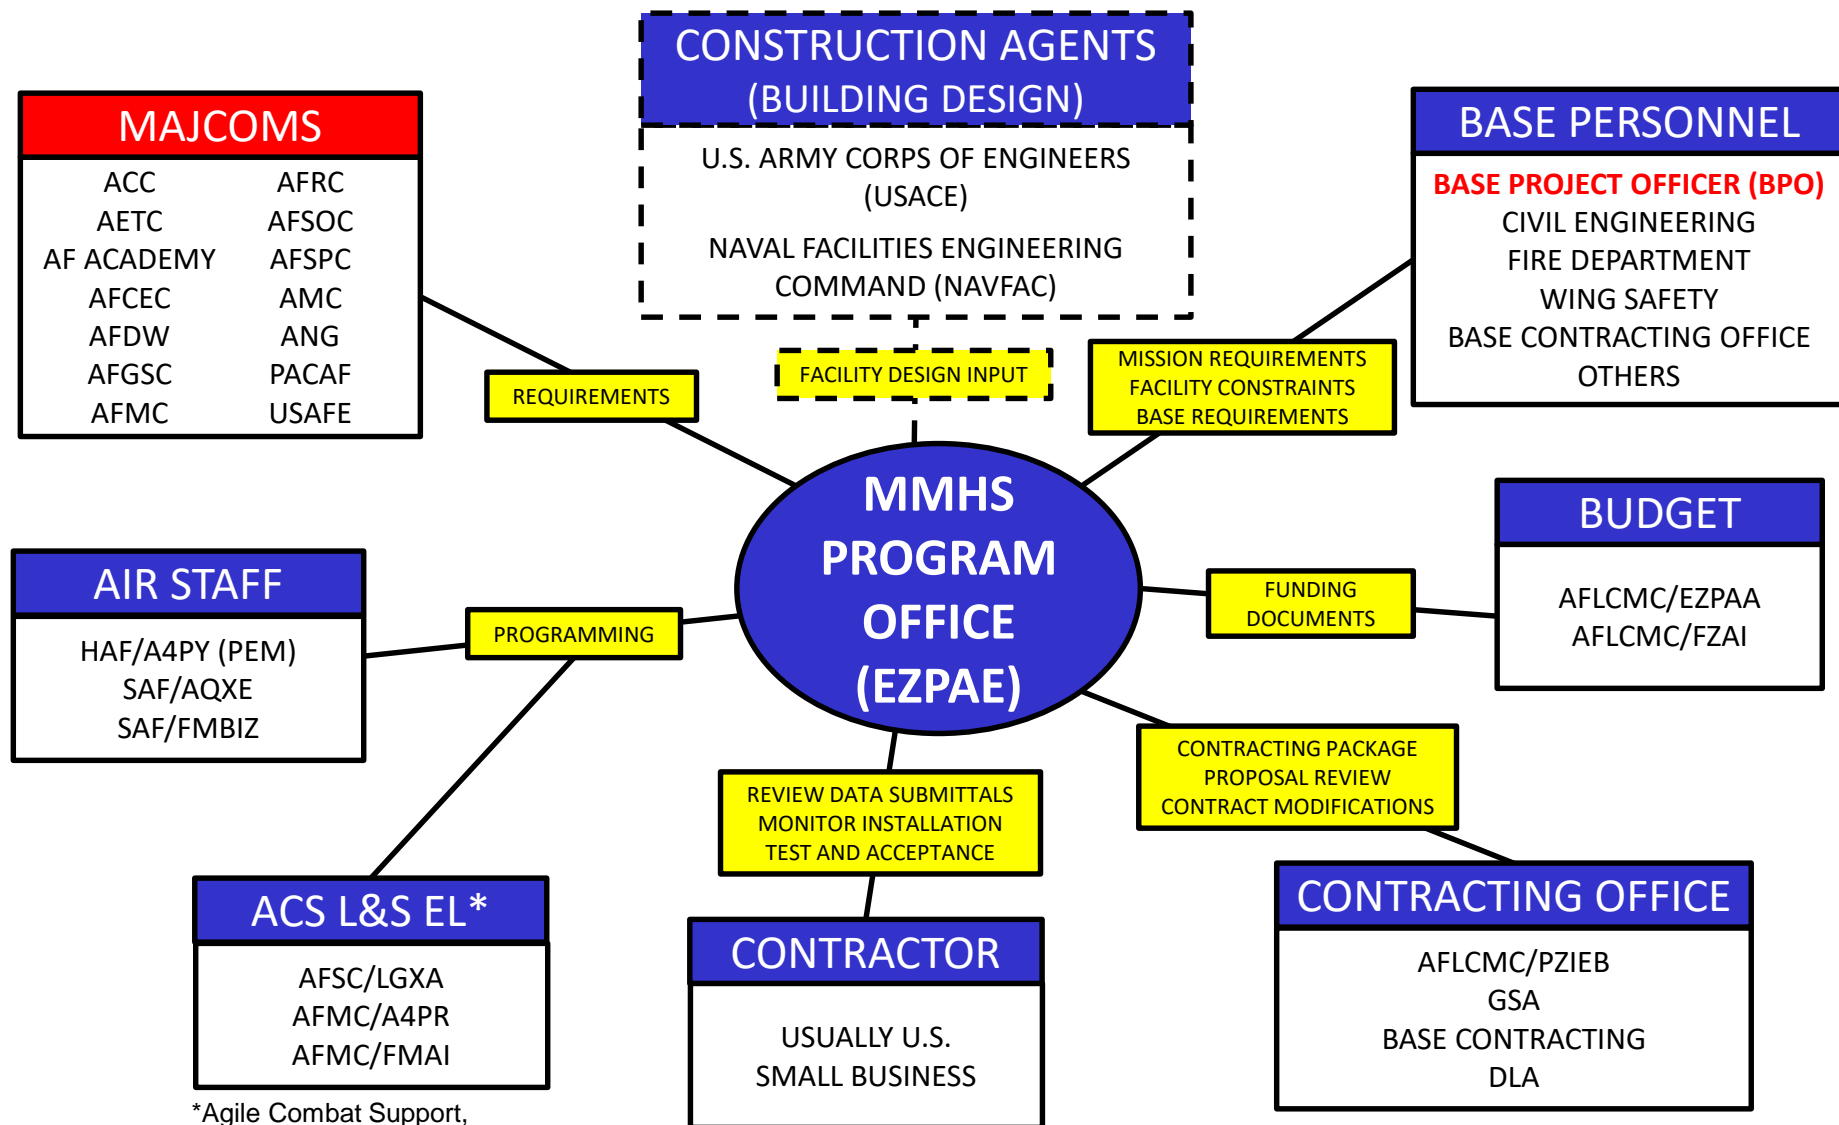 CONSTRUCTION AGENTS
(BUILDING DESIGN)
U.S. ARMY CORPS OF ENGINEERS
(USACE)
NAVAL FACILITIES ENGINEERING
COMMAND (NAVFAC)
MAJCOMS
ACC
AETC
AF ACADEMY
AFCEC
AFDW
AFGSC
AFMC
AFRC
AFSOC
AFSPC
AMC
ANG
PACAF
USAFE
BASE PERSONNEL
BASE PROJECT OFFICER (BPO)
CIVIL ENGINEERING
FIRE DEPARTMENT
WING SAFETY
BASE CONTRACTING OFFICE
OTHERS
REQUIREMENTS
FACILITY DESIGN INPUT
MISSION REQUIREMENTS
FACILITY CONSTRAINTS
BASE REQUIREMENTS
MMHS
PROGRAM
OFFICE
(EZPAE)
BUDGET
AFLCMC/EZPAA
AFLCMC/FZAI
FUNDING
DOCUMENTS
AIR STAFF
HAF/A4PY (PEM)
SAF/AQXE
SAF/FMBIZ
PROGRAMMING
REVIEW DATA SUBMITTALS
MONITOR INSTALLATION
TEST AND ACCEPTANCE
CONTRACTING PACKAGE
PROPOSAL REVIEW
CONTRACT MODIFICATIONS
ACS L&S EL*
AFSC/LGXA
AFMC/A4PR
AFMC/FMAI
*Agile Combat Support,
CONTRACTOR
USUALLY U.S.
SMALL BUSINESS
CONTRACTING OFFICE
AFLCMC/PZIEB
GSA
BASE CONTRACTING
DLA